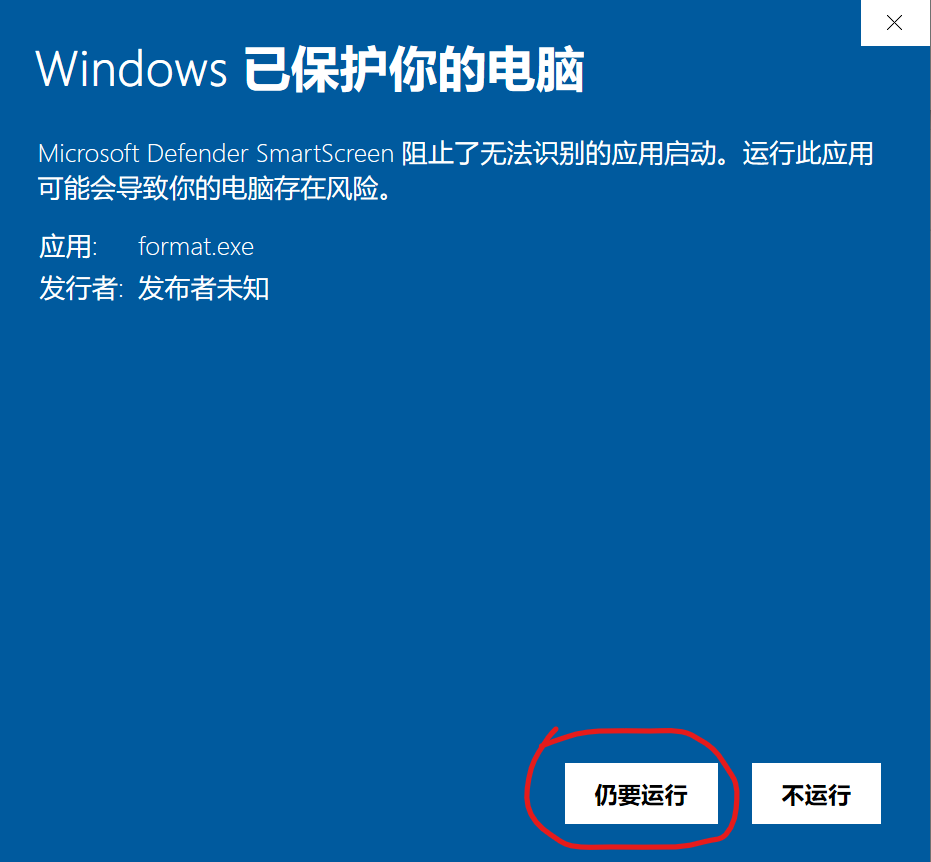 Windows 已保护你的电脑
Microsoft Defender SmartScreen 阻止了无法识别的应用启动。运行此应用
可能会导致你的电脑存在风险。
应用: format.exe
发行者: 发布者未知
仍要运行 不运行